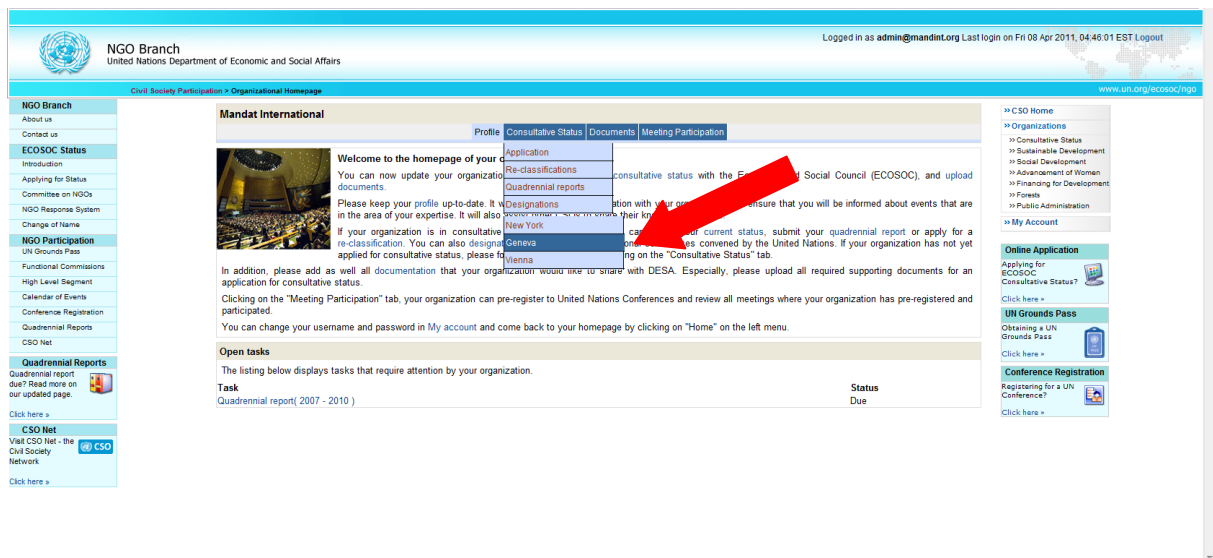 Logged in as admin@mandint.org Last login on Fri 08 Apr 2011, 04:46:01 EST Logout
NGO Branch
United Nations Department of Economic and Social Affairs
Civil Society Participation > Organizational Homepage
www.un.org/ecosoc/ngo
NGO Branch
About us
Contact us
ECOSOC Status
Introduction
Applying for Status
Committee on NGOs
NGO Response System
Change of Name
NGO Participation
UN Grounds Pass
Functional Commissions
High Level Segment
Calendar of Events
Conference Registration
Quadrennial Reports
CSO Net
Quadrennial Reports
Quadrennial report
due? Read more on
our updated page.
Click here »
CSO Net
Visit CSO Net - the
Civil Society
Network
CSO
Click here »
Mandat International
Profile Consultative Status Documents Meeting Participation
Application
Re-classifications
Quadrennial reports
Designations
New York
Geneva
Vienna
Welcome to the homepage of your
You can now update your consultative status with the Social Council (ECOSOC), and upload
documents.
Please keep your profile up-to-date. It with your ensure that you will be informed about events that are
in the area of your expertise. It will also their
If your organization is in consultative current status, submit your quadrennial report or apply for a
re-classification. You can also convened by the United Nations. If your organization has not yet
applied for consultative status, please on the "Consultative Status" tab.
In addition, please add as well all documentation that your organization would like to share with DESA. Especially, please upload all required supporting documents for an
application for consultative status.
Clicking on the "Meeting Participation" tab, your organization can pre-register to United Nations Conferences and review all meetings where your organization has pre-registered and
participated.
You can change your username and password in My account and come back to your homepage by clicking on "Home" on the left menu.
Open tasks
The listing below displays tasks that require attention by your organization.
Task Status
Quadrennial report( 2007 - 2010 ) Due
» CSO Home
» Organizations
» Consultative Status
» Sustainable Development
» Social Development
» Advancement of Women
» Financing for Development
» Forests
» Public Administration
» My Account
Online Application
Applying for
ECOSOC
Consultative Status?
Click here »
UN Grounds Pass
Obtaining a UN
Grounds Pass
Click here »
Conference Registration
Registering for a UN
Conference?
Click here »